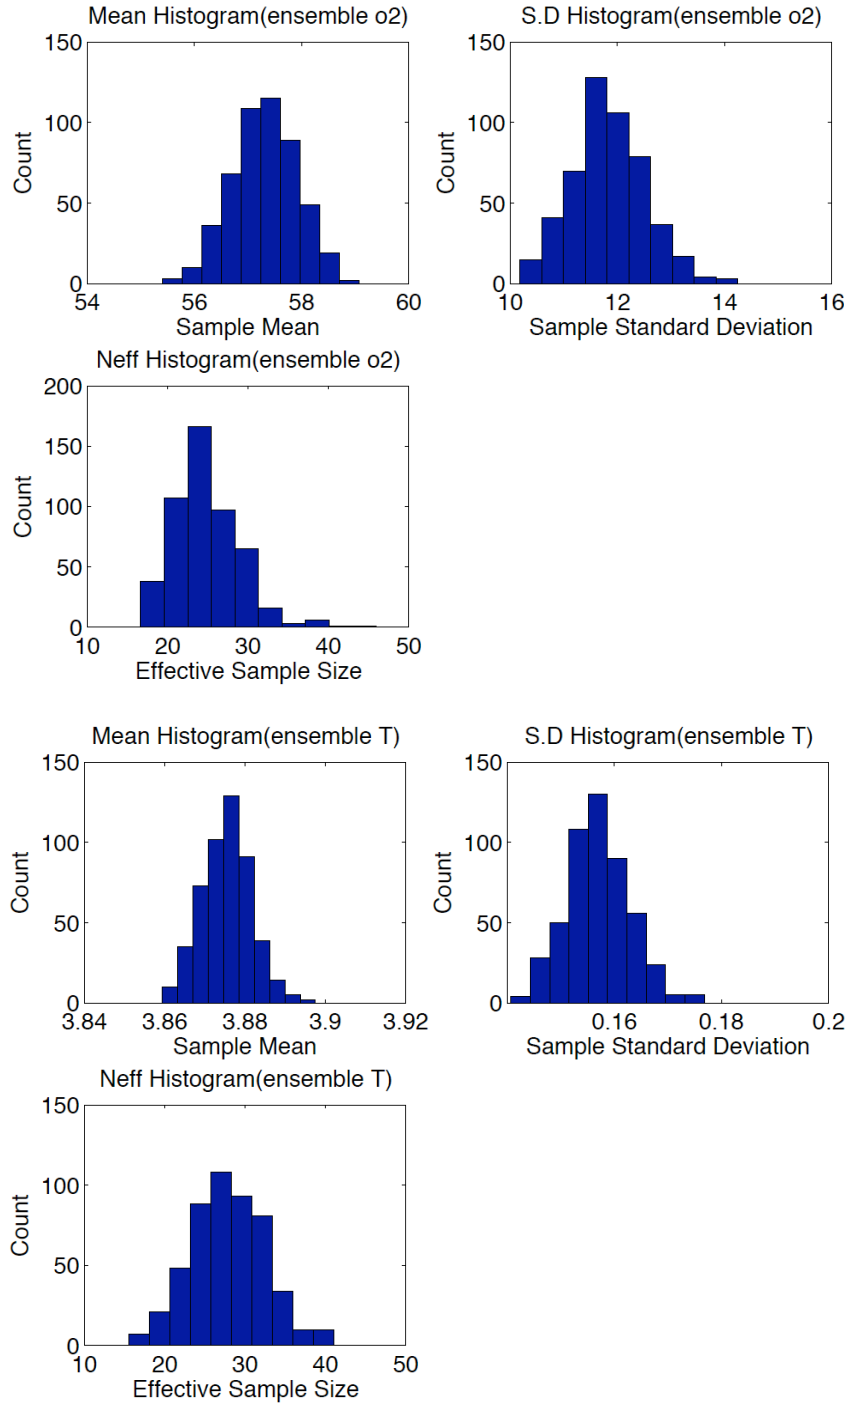 Mean Histogram(ensemble o2)
150
100
50
0
Count
54 56 58 60
Sample Mean
S.D Histogram(ensemble o2)
150
100
50
0
Count
10 12 14 16
Sample Standard Deviation
Neff Histogram(ensemble o2)
200
150
100
50
0
Count
10 20 30 40 50
Effective Sample Size
Mean Histogram(ensemble T)
150
100
50
0
Count
3.84 3.86 3.88 3.9 3.92
Sample Mean
S.D Histogram(ensemble T)
150
100
50
0
Count
0.16 0.18 0.2
Sample Standard Deviation
Neff Histogram(ensemble T)
150
100
50
0
Count
10 20 30 40 50
Effective Sample Size